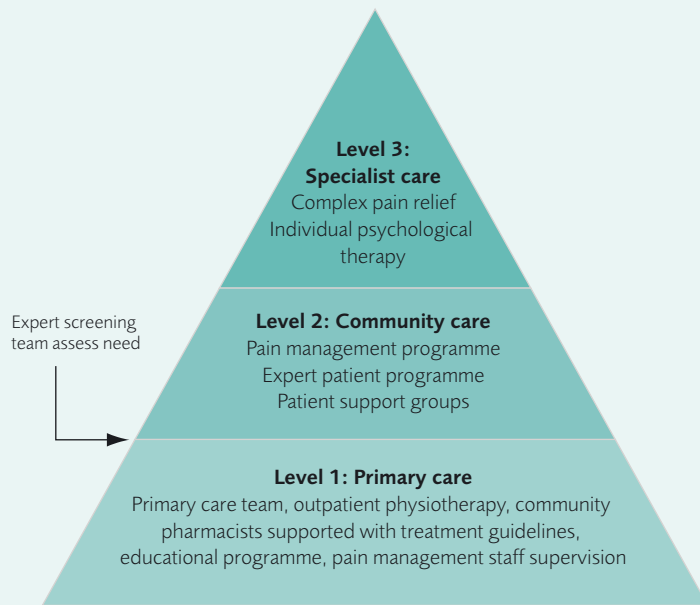 Level 3:
Specialist care
Complex pain relief
Individual psychological
therapy
Expert screening
team assess need
Level 2: Community care
Pain management programme
Expert patient programme
Patient support groups
Level 1: Primary care
Primary care team, outpatient physiotherapy, community
pharmacists supported with treatment guidelines,
educational programme, pain management staff supervision